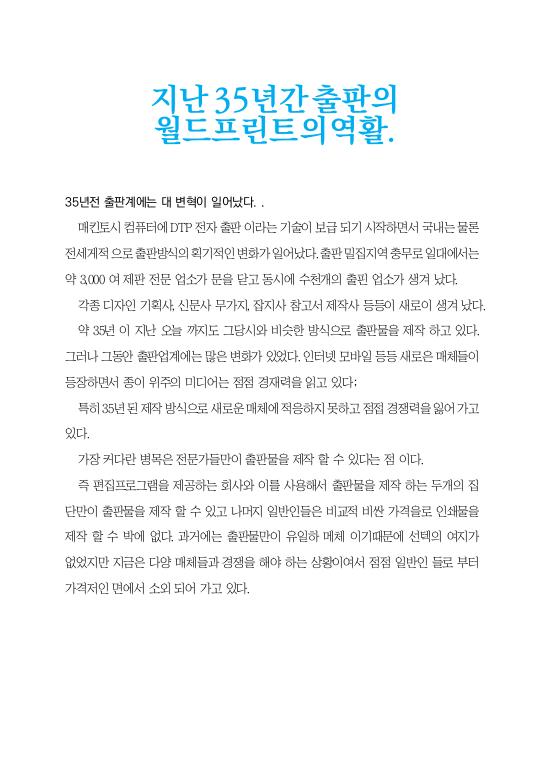 지난 35년간 출판의
월드프린트의역활.
35년전 출판계에는 대 변혁이 일어났다. .
매킨토시 컴퓨터에 DTP 전자 출판 이라는 기술이 보급 되기 시작하면서 국내는 물론
전세게적 으로 출판방식의 획기적인 변화가 일어났다. 출판 밀집지역 충무로 일대에서는
약 3,000 여 제판 전문 업소가 문을 닫고 동시에 수천개의 출핀 업소가 생겨 났다.
각종 디자인 기획사, 신문사 무가지, 잡지사 참고서 제작사 등등이 새로이 생겨 났다.
약 35년 이 지난 오늘 까지도 그당시와 비슷한 방식으로 출판물을 제작 하고 있다.
그러나 그동안 출판업계에는 많은 변화가 있었다. 인터넷 모바일 등등 새로은 매체들이
등장하면서 종이 위주의 미디어는 점점 경재력을 읽고 있다;
특히 35년 된 제작 방식으로 새로운 매체에 적응하지 못하고 점접 경쟁력을 잃어 가고
있다.
가장 커다란 병목은 전문가들만이 출판물을 제작 할 수 있다는 점 이다.
즉 편집프로그램을 제공하는 회사와 이를 사용해서 출판물을 제작 하는 두개의 집
단만이 출판물을 제작 할 수 있고 나머지 일반인들은 비교적 비싼 가격을로 인쇄물을
제작 할 수 박에 없다. 과거에는 출판물만이 유일하 메체 이기때문에 선텍의 여지가
없었지만 지금은 다양 매체들과 경쟁을 해야 하는 상황이여서 점점 일반인 들로 부터
가격저인 면에서 소외 되어 가고 있다.